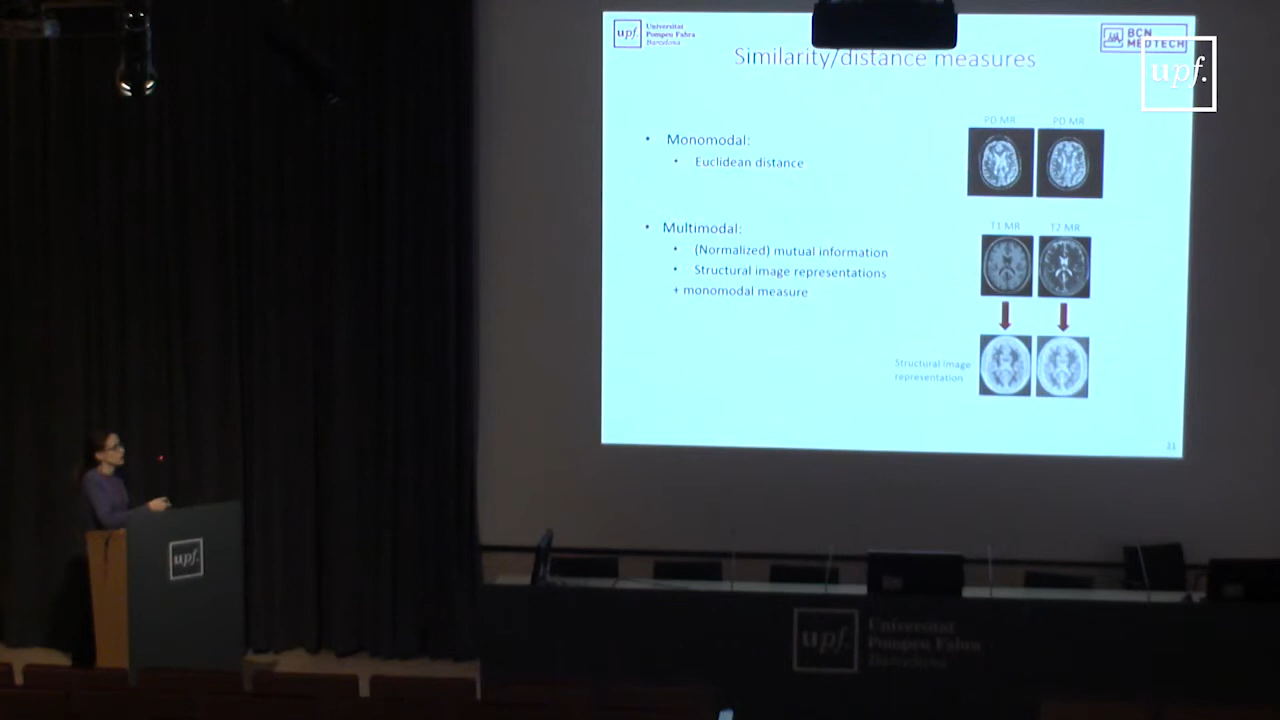 upf.
Universitat
Pompeu Fabra
Barcelona
BCN
MEDTECH
upf.
Similarity/distance measures
PD MR
PD MR
• Monomodal:
• Euclidean distance
• Multimodal:
• (Normalized) mutual information
• Structural image representations
+ monomodal measure
T1 MR
T2 MR
Structural image
representation
21
upf.
upf.
Universitat
Pompeu Fabra
Barcelona